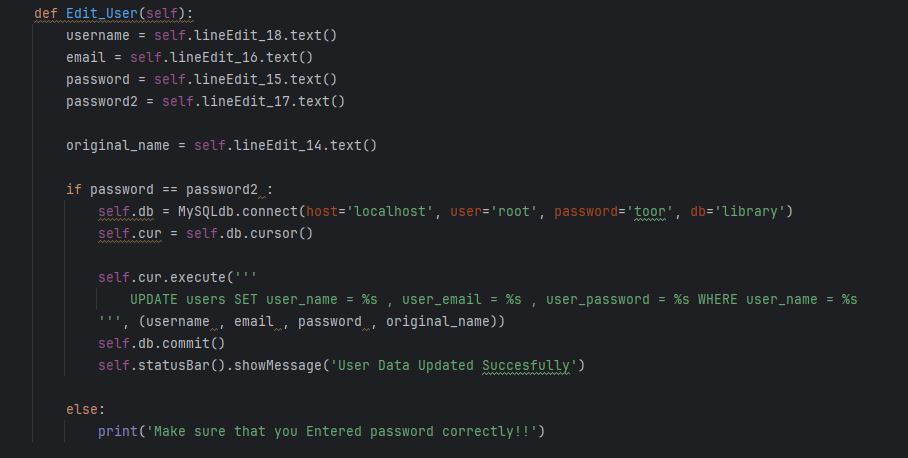 def Edit_User(self):
username = self.lineEdit_18.text()
email = self.lineEdit_16.text()
password = self.lineEdit_15.text()
password2 = self.lineEdit_17.text()
original_name = self.lineEdit_14.text()
if password == password2 :
self.db = MySQLdb.connect(host='localhost', user='root', password='toor', db='library')
self.cur = self.db.cursor()
self.cur.execute('''
UPDATE users SET user_name = %s , user_email = %s , user_password = %s WHERE user_name = %s
''', (username , email , password , original_name))
self.db.commit()
self.statusBar().showMessage('User Data Updated Succesfully')
else:
print('Make sure that you Entered password correctly!!')